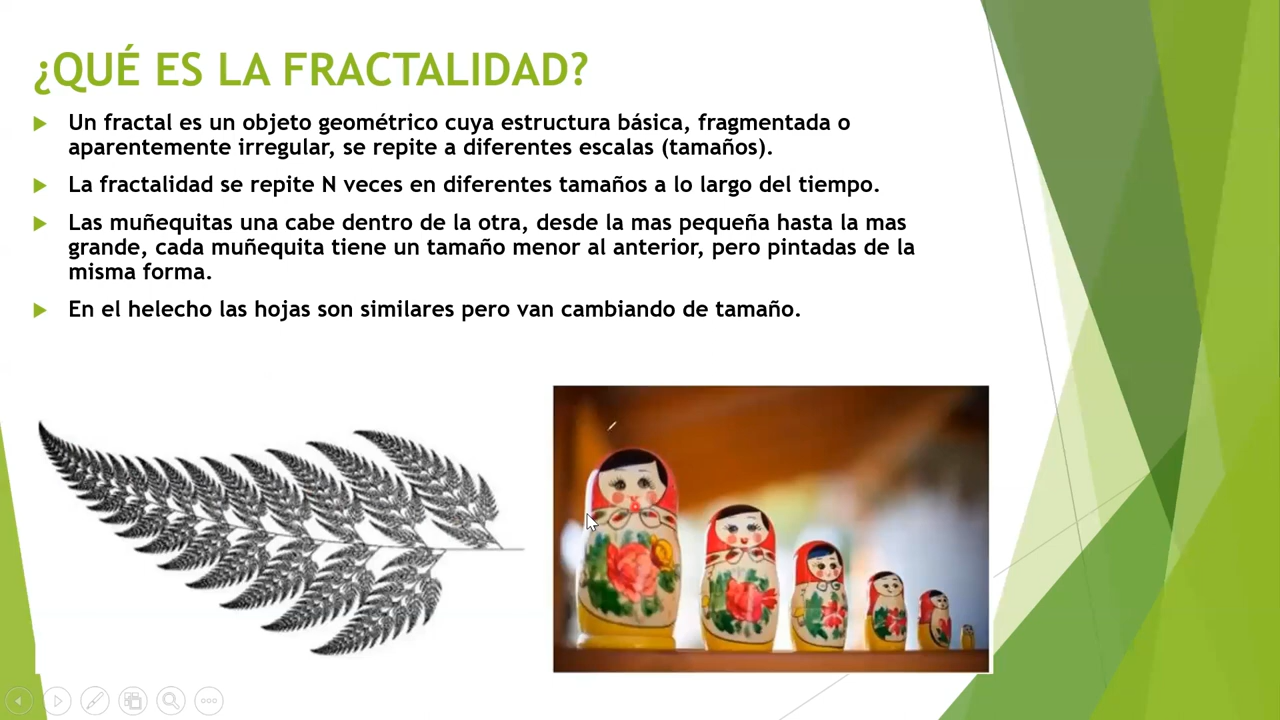 ¿QUÉ ES LA FRACTALIDAD?
Un fractal es un objeto geométrico cuya estructura básica, fragmentada o
aparentemente irregular, se repite a diferentes escalas (tamaños).
La fractalidad se repite N veces en diferentes tamaños a lo largo del tiempo.
Las muñequitas una cabe dentro de la otra, desde la mas pequeña hasta la mas
grande, cada muñequita tiene un tamaño menor al anterior, pero pintadas de la
misma forma.
En el helecho las hojas son similares pero van cambiando de tamaño.